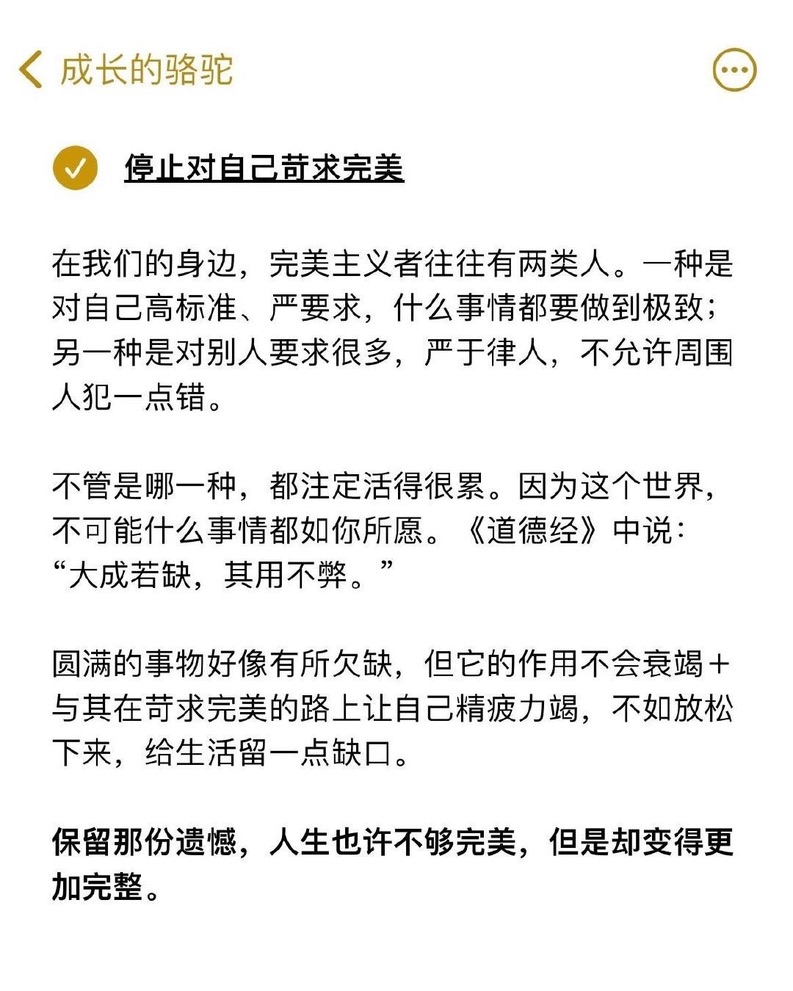 成长的骆驼
停止对自己苛求完美
在我们的身边，完美主义者往往有两类人。一种是
对自己高标准、严要求，什么事情都要做到极致；
另一种是对别人要求很多，严于律人，不允许周围
人犯一点错。
不管是哪一种，都注定活得很累。因为这个世界，
不可能什么事情都如你所愿。《道德经》中说：
“大成若缺，其用不弊。”
圆满的事物好像有所欠缺，但它的作用不会衰竭＋
与其在苛求完美的路上让自己精疲力竭，不如放松
下来，给生活留一点缺口。
保留那份遗憾，人生也许不够完美，但是却变得更
加完整。